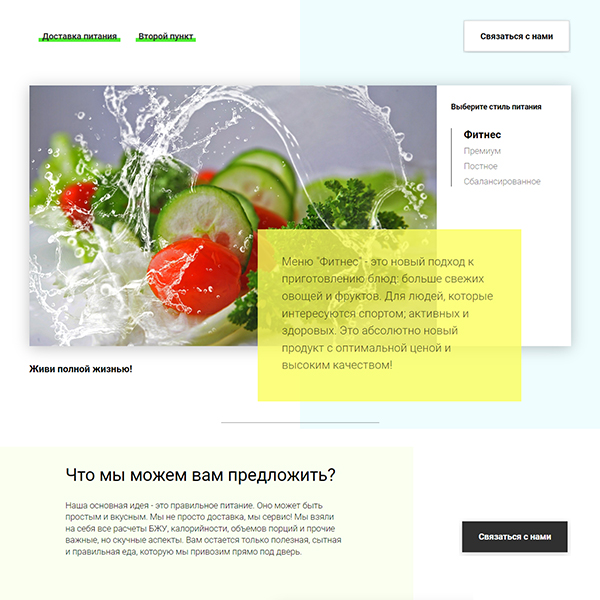 Доставка питания Второй пункт Связаться с нами
Выберите стиль питания
Фитнес
Премиум
Постное
Сбалансированное
Меню "Фитнес" - это новый подход к
приготовлению блюд: больше свежих
овощей и фруктов. Для людей, которые
интересуются спортом; активных и
здоровых. Это абсолютно новый
продукт с оптимальной ценой и
высоким качеством!
Живи полной жизнью!
Что мы можем вам предложить?
Наша основная идея - это правильное питание. Оно может быть
простым и вкусным. Мы не просто доставка, мы сервис! Мы взяли
на себя все расчеты БЖУ, калорийности, объемов порций и прочие
важные, но скучные аспекты. Вам остается только полезная, сытная
и правильная еда, которую мы привозим прямо под дверь.
Связаться с нами